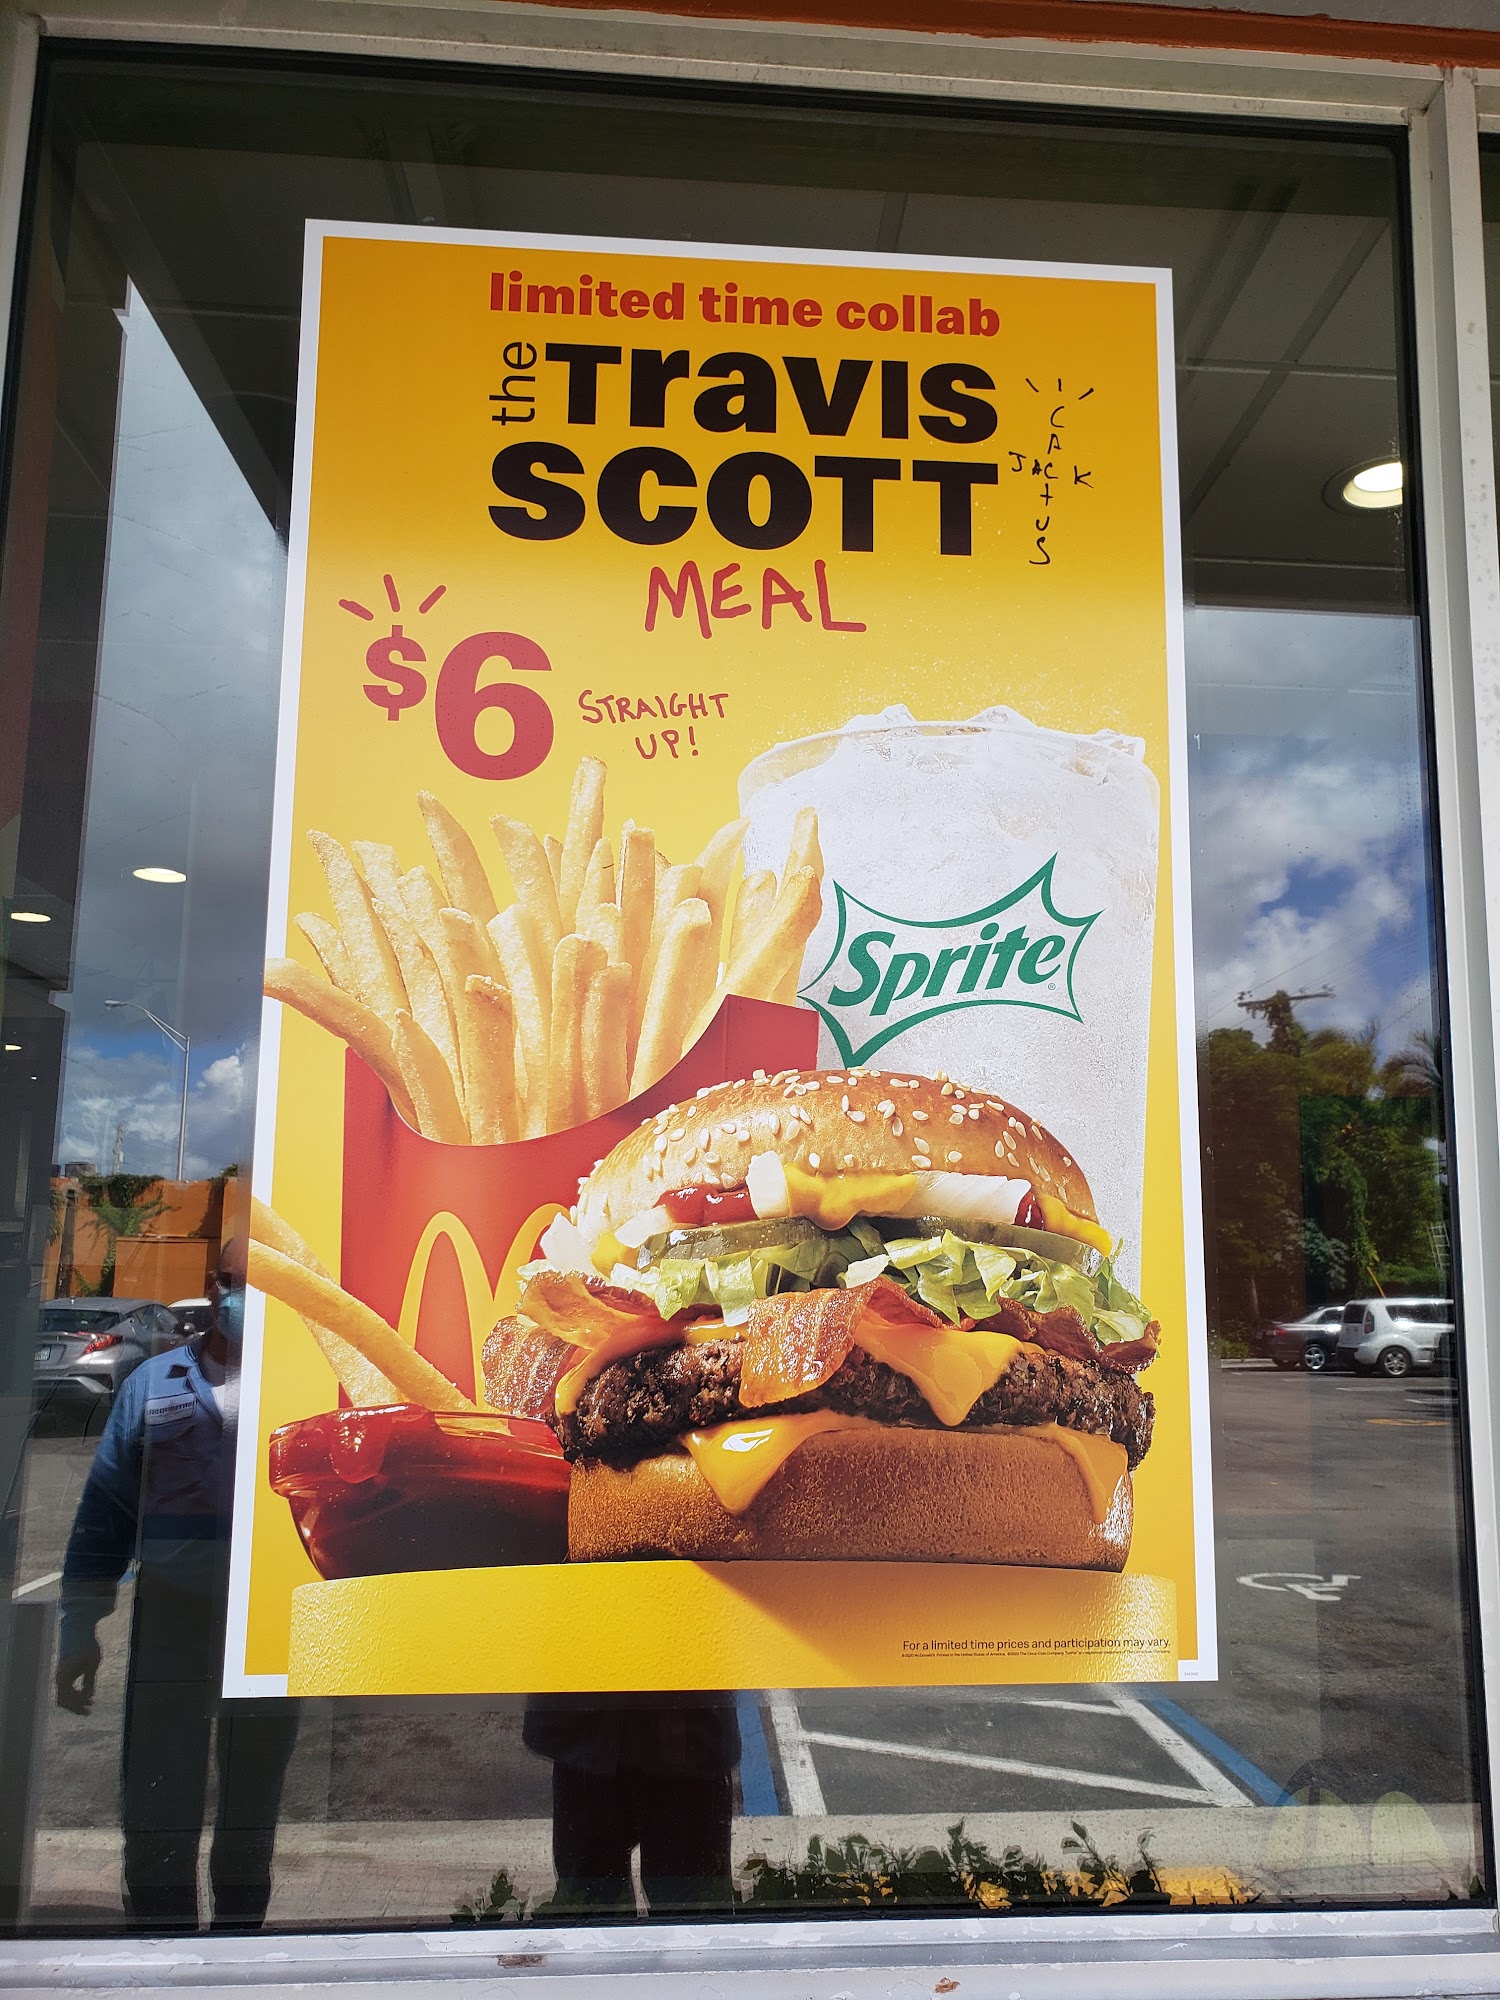 limited time collab
the Travis
SCOTT
CACTUS
JACK
MEAL
$6
STRAIGHT
UP!
Sprite
For a limited time prices and participation may vary.